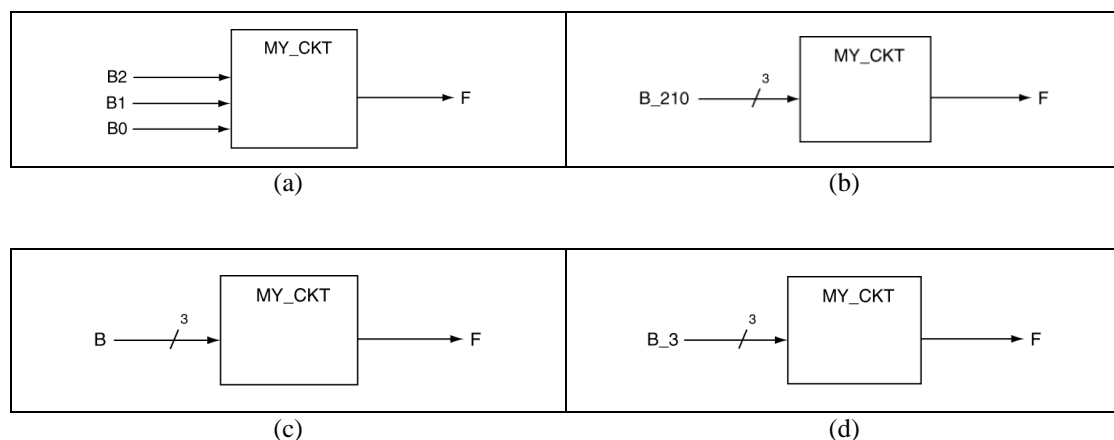 MY_CKT
B2
B1
B0
F
(a)
MY_CKT
3
B_210
F
(b)
MY_CKT
3
B
F
(c)
MY_CKT
3
B_3
F
(d)